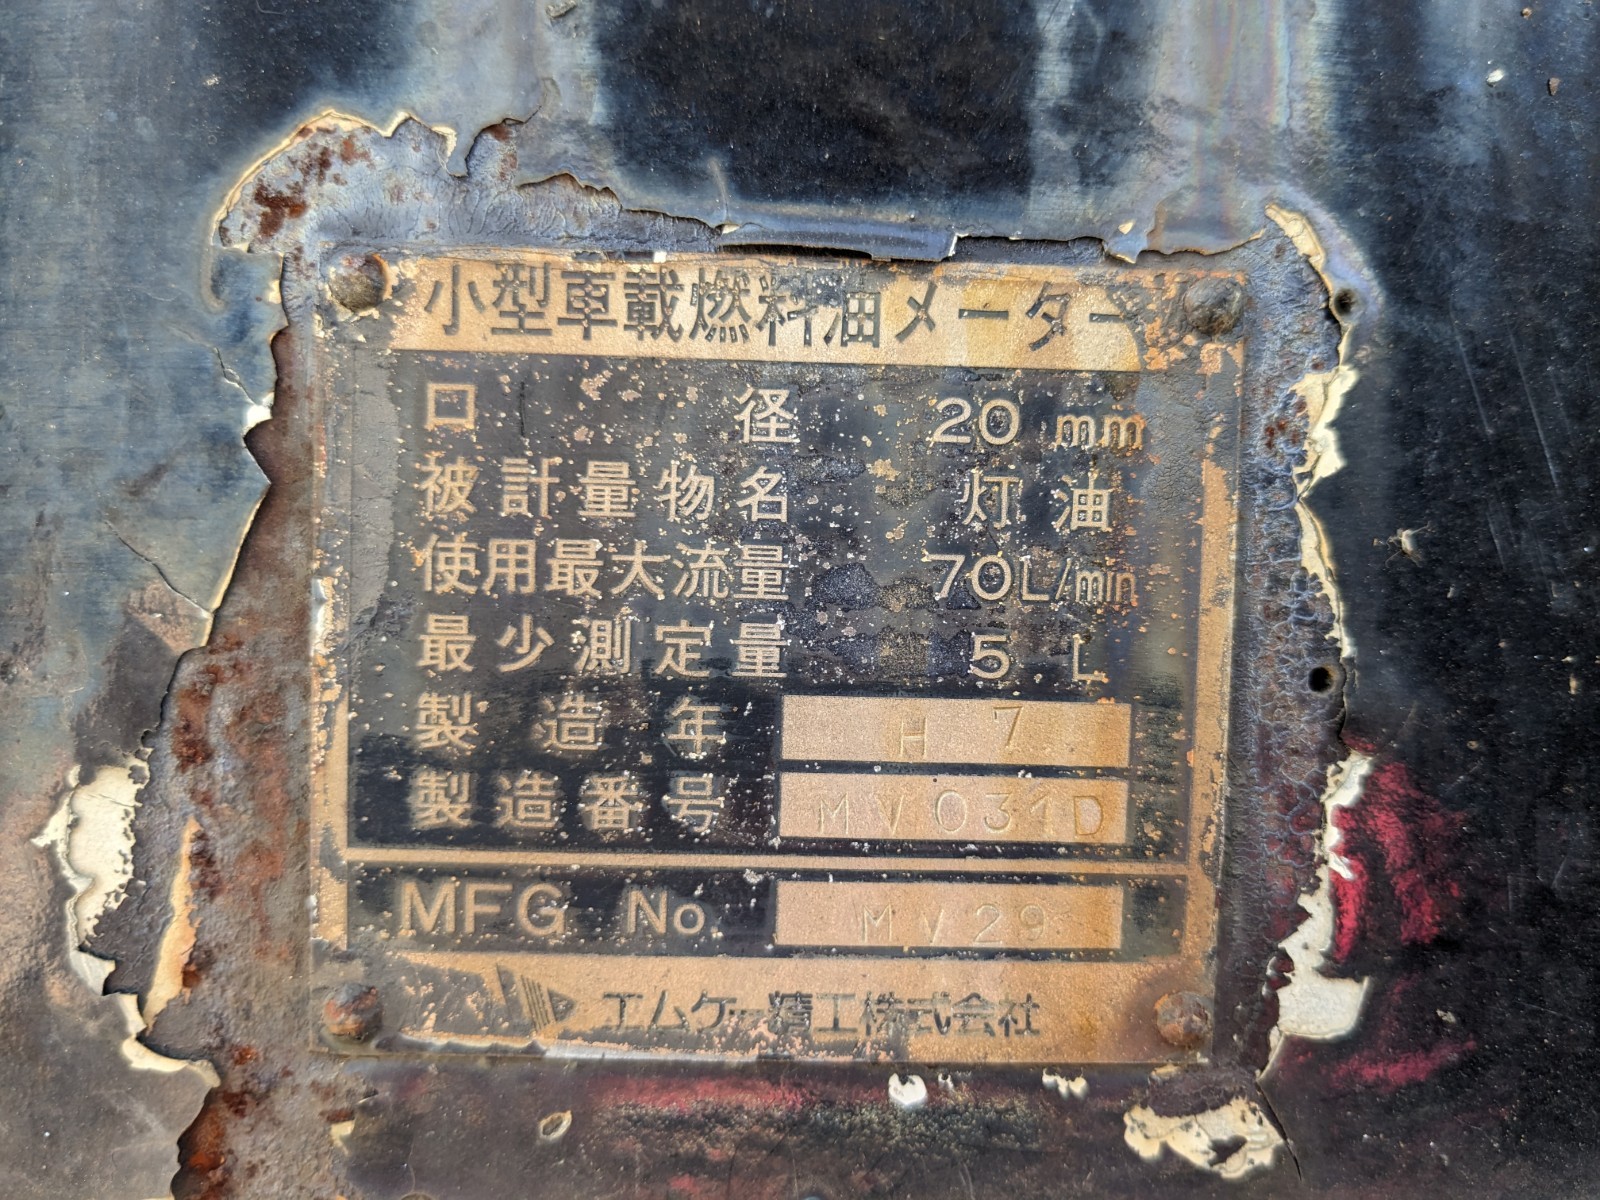 小型車載燃料油メーター
口径 20 mm
被計量物名 灯油
使用最大流量 70L/min
最少測定量 5 L
製造年 H 7
製造番号 MV031D
MFG No. MV29
エムケー精工株式会社